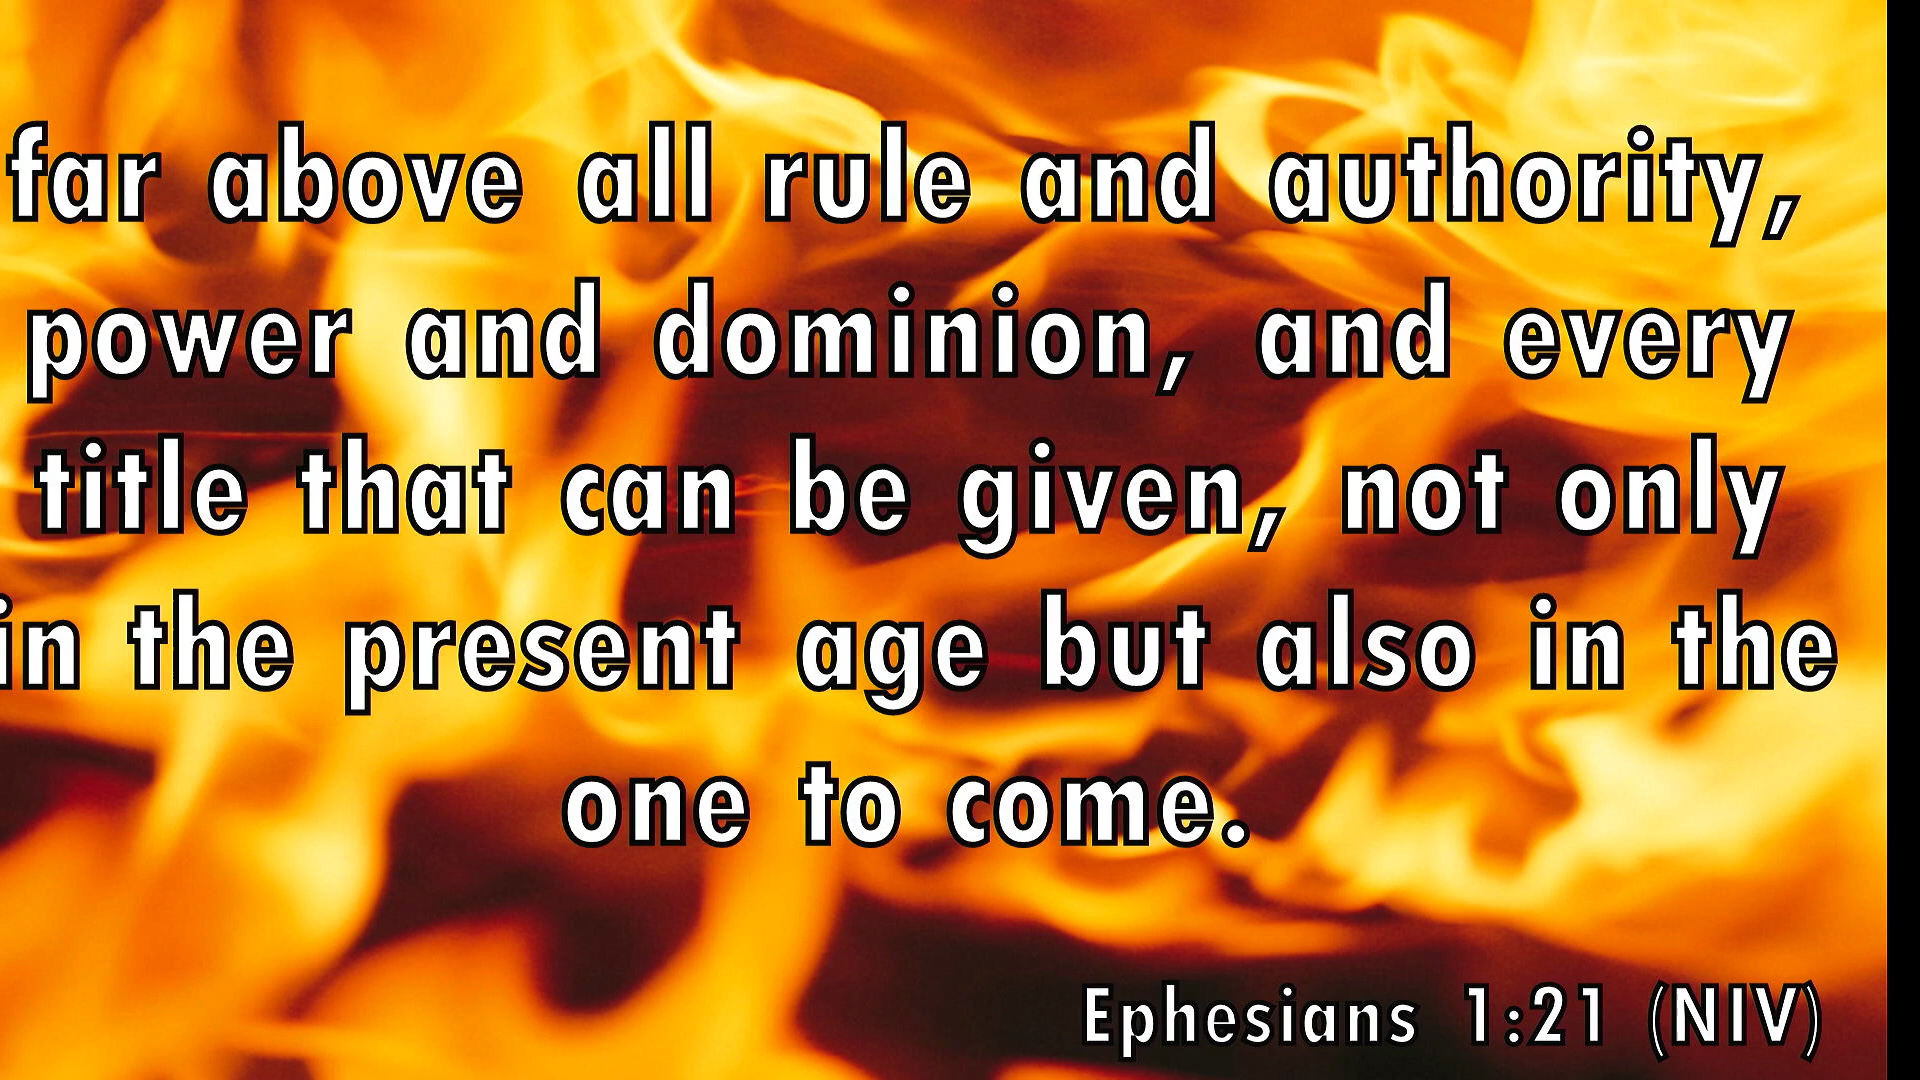 far above all rule and authority,
power and dominion, and every
title that can be given, not only
in the present age but also in the
one to come.
Ephesians 1:21 (NIV)